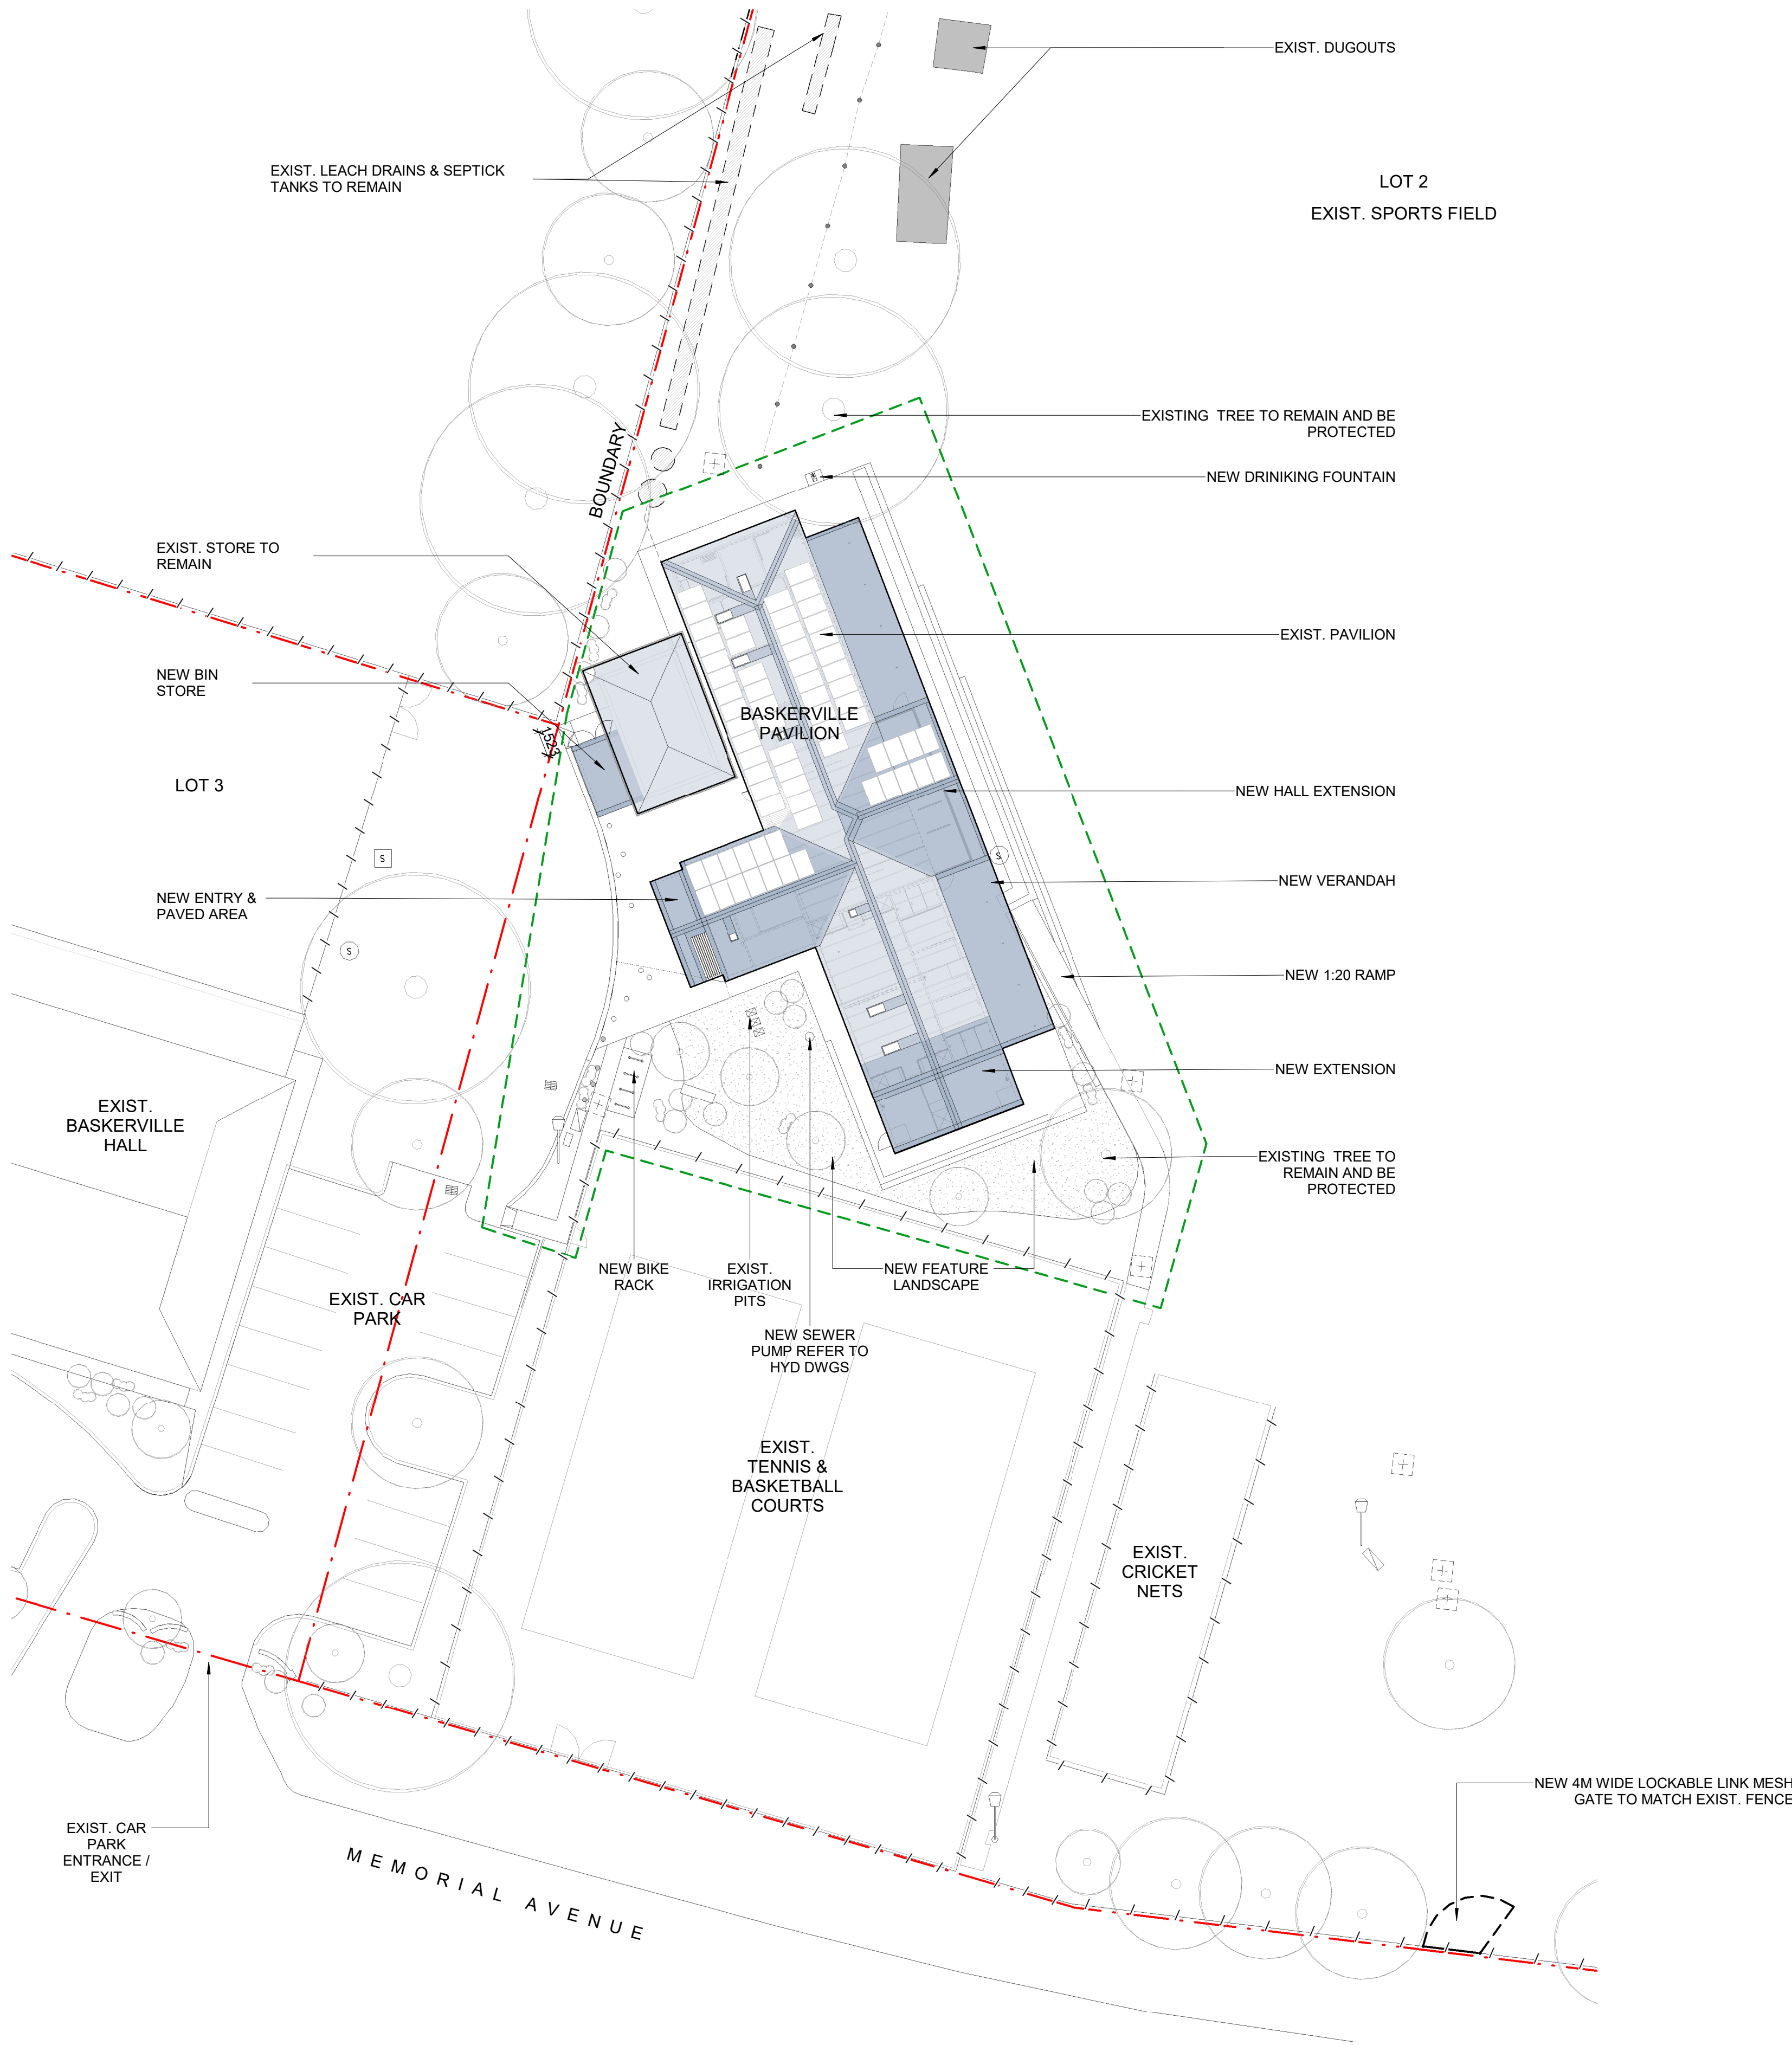 EXIST. DUGOUTS
EXIST. LEACH DRAINS & SEPTICK
TANKS TO REMAIN
LOT 2
EXIST. SPORTS FIELD
EXISTING TREE TO REMAIN AND BE
PROTECTED
BOUNDARY
NEW DRINIKING FOUNTAIN
EXIST. STORE TO
REMAIN
EXIST. PAVILION
NEW BIN
STORE
BASKERVILLE
PAVILION
1523
LOT 3
NEW HALL EXTENSION
S
S
NEW VERANDAH
NEW ENTRY &
PAVED AREA
S
NEW 1:20 RAMP
NEW EXTENSION
EXIST.
BASKERVILLE
HALL
EXISTING TREE TO
REMAIN AND BE
PROTECTED
NEW BIKE
RACK
EXIST.
IRRIGATION
PITS
NEW FEATURE
LANDSCAPE
EXIST. CAR
PARK
NEW SEWER
PUMP REFER TO
HYD DWGS
EXIST.
TENNIS &
BASKETBALL
COURTS
EXIST.
CRICKET
NETS
NEW 4M WIDE LOCKABLE LINK MESH
GATE TO MATCH EXIST. FENCE
EXIST. CAR
PARK
ENTRANCE /
EXIT
MEMORIAL AVENUE